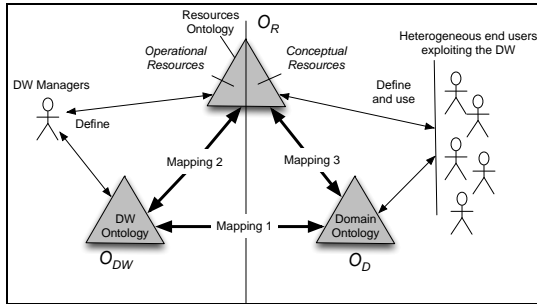 Resources
Ontology
O_R
Operational
Resources
Conceptual
Resources
Heterogeneous end users
exploiting the DW
DW Managers
Define
Define
and use
Mapping 2
Mapping 3
DW
Ontology
Mapping 1
Domain
Ontology
O_DW
O_D